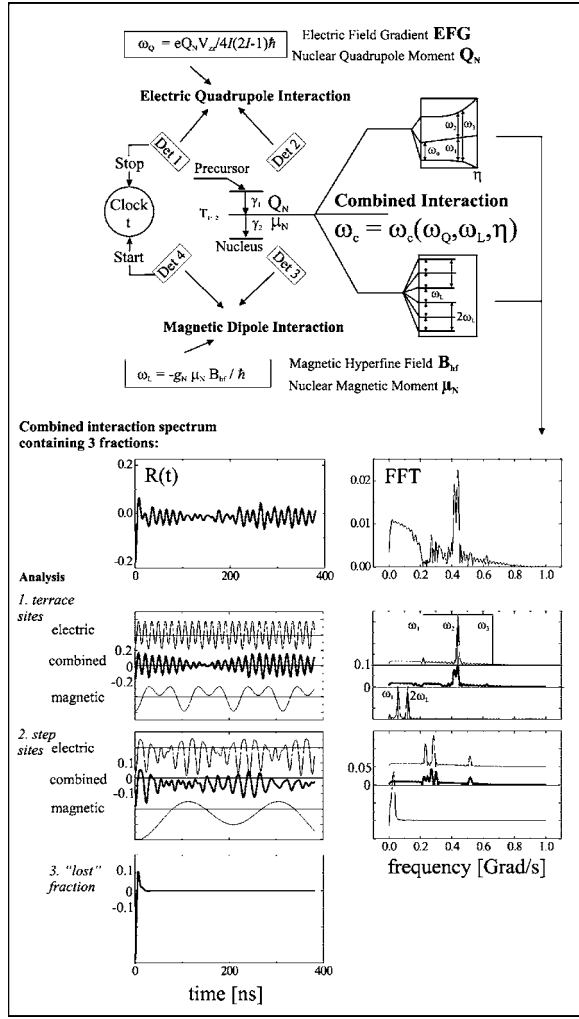 ω_Q = eQ_N V_zz/4I(2I-1)ħ
Electric Field Gradient EFG
Nuclear Quadrupole Moment Q_N
Electric Quadrupole Interaction
Det 1
Det 2
Stop
Precursor
Clock
t
γ₁ Q_N
T₁/₂
γ₂ μ_N
Nucleus
Start
Det 4
Det 3
ω₂
ω₃
ω₀
ω₁
η
Combined Interaction
ω_c = ω_c(ω_Q,ω_L,η)
ω_L
2ω_L
Magnetic Dipole Interaction
ω_L = -g_N μ_N B_hf / ħ
Magnetic Hyperfine Field B_hf
Nuclear Magnetic Moment μ_N
Combined interaction spectrum
containing 3 fractions:
R(t)
0.2
0.0
-0.2
0 200 400
FFT
0.02
0.01
0.00
0.0 0.2 0.4 0.6 0.8 1.0
Analysis
1. terrace
sites
electric
combined
magnetic
0.2
0
-0.2
ω₁ ω₂ ω₃
0.1
0
ω_L 2ω_L
2. step
sites
electric
combined
magnetic
0.1
0
-0.1
0.05
0
0.0 0.2 0.4 0.6 0.8 1.0
frequency [Grad/s]
3. "lost"
fraction
0.1
0
-0.1
0 200 400
time [ns]